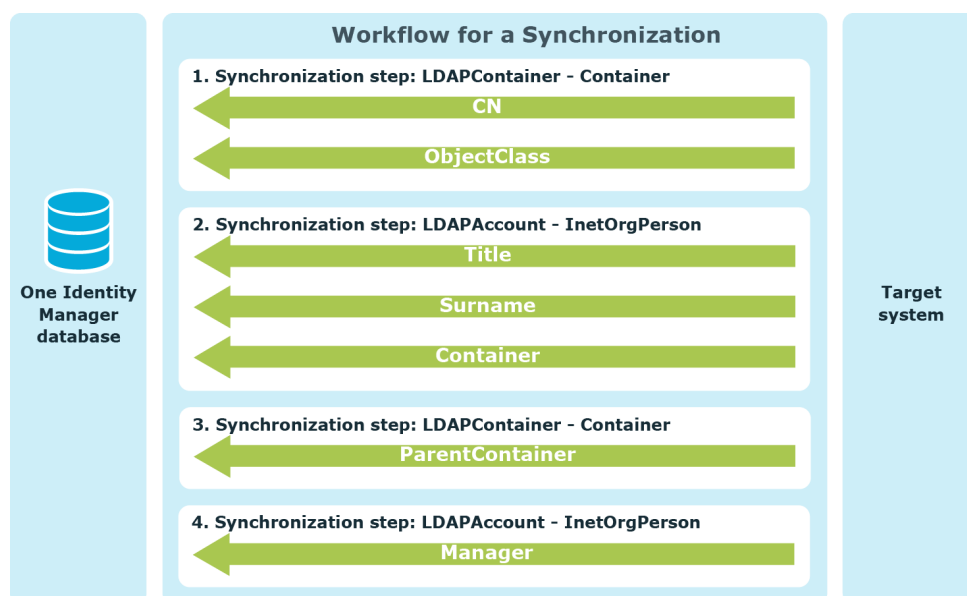 Workflow for a Synchronization
1. Synchronization step: LDAPContainer - Container
CN
ObjectClass
2. Synchronization step: LDAPAccount - InetOrgPerson
Title
Surname
Container
3. Synchronization step: LDAPContainer - Container
ParentContainer
4. Synchronization step: LDAPAccount - InetOrgPerson
Manager
One Identity
Manager
database
Target
system